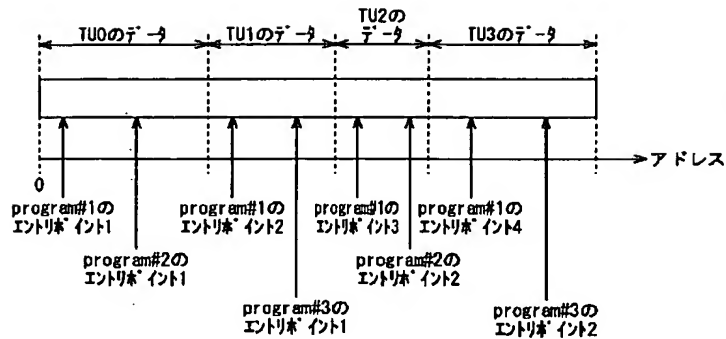 TU0のデータ
TU1のデータ
TU2の
データ
TU3のデータ
アドレス
0
program#1の
エントリポイント1
program#1の
エントリポイント2
program#1の
エントリポイント3
program#1の
エントリポイント4
program#2の
エントリポイント1
program#2の
エントリポイント2
program#3の
エントリポイント1
program#3の
エントリポイント2